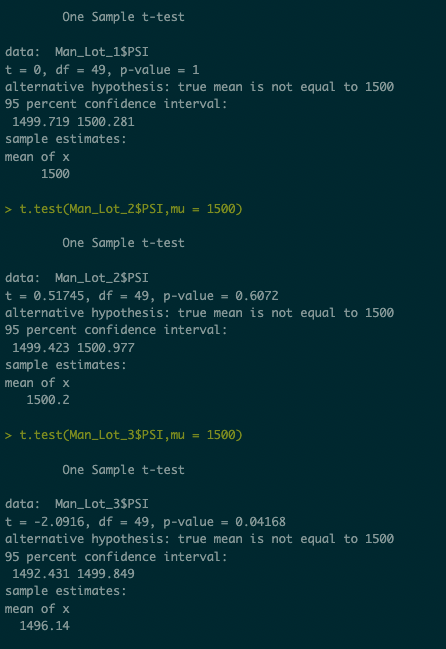 One Sample t-test
data:  Man_Lot_1$PSI
t = 0, df = 49, p-value = 1
alternative hypothesis: true mean is not equal to 1500
95 percent confidence interval:
 1499.719 1500.281
sample estimates:
mean of x
     1500
> t.test(Man_Lot_2$PSI,mu = 1500)
One Sample t-test
data:  Man_Lot_2$PSI
t = 0.51745, df = 49, p-value = 0.6072
alternative hypothesis: true mean is not equal to 1500
95 percent confidence interval:
 1499.423 1500.977
sample estimates:
mean of x
   1500.2
> t.test(Man_Lot_3$PSI,mu = 1500)
One Sample t-test
data:  Man_Lot_3$PSI
t = -2.0916, df = 49, p-value = 0.04168
alternative hypothesis: true mean is not equal to 1500
95 percent confidence interval:
 1492.431 1499.849
sample estimates:
mean of x
  1496.14